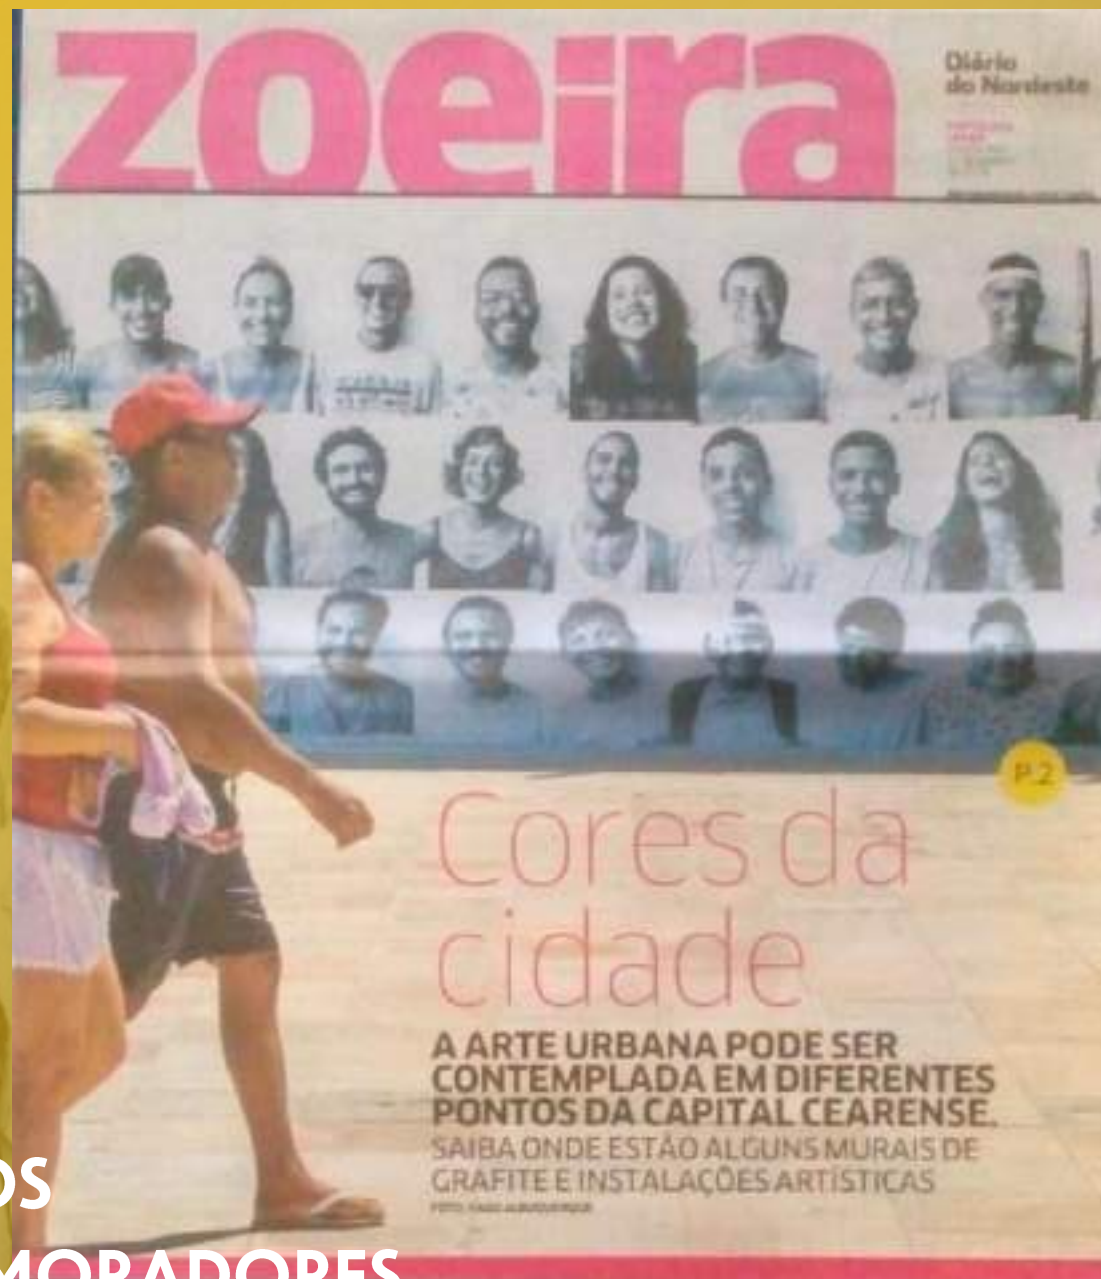 zoeira
Diário
do Nordeste
P.2
Cores da
cidade
A ARTE URBANA PODE SER
CONTEMPLADA EM DIFERENTES
PONTOS DA CAPITAL CEARENSE.
SAIBA ONDE ESTÃO ALGUNS MURAIS DE
GRAFITE E INSTALAÇÕES ARTÍSTICAS
OS
MORADORES